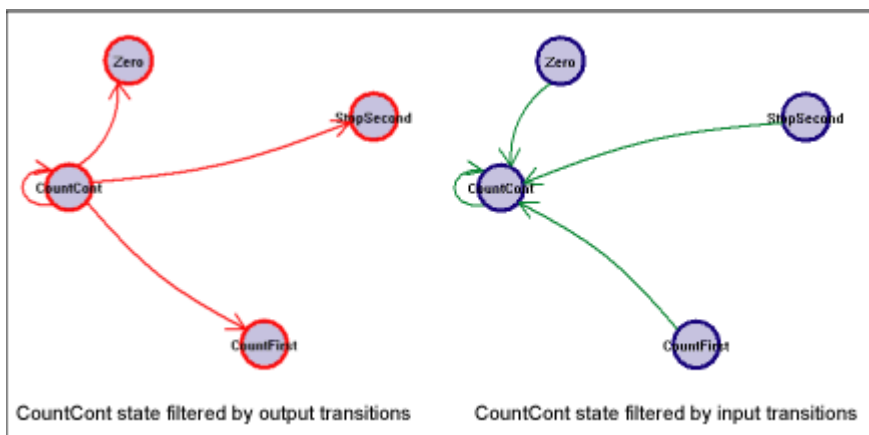 Zero
StopSecond
CountCont
CountFirst
CountCont state filtered by output transitions
Zero
StopSecond
CountCont
CountFirst
CountCont state filtered by input transitions